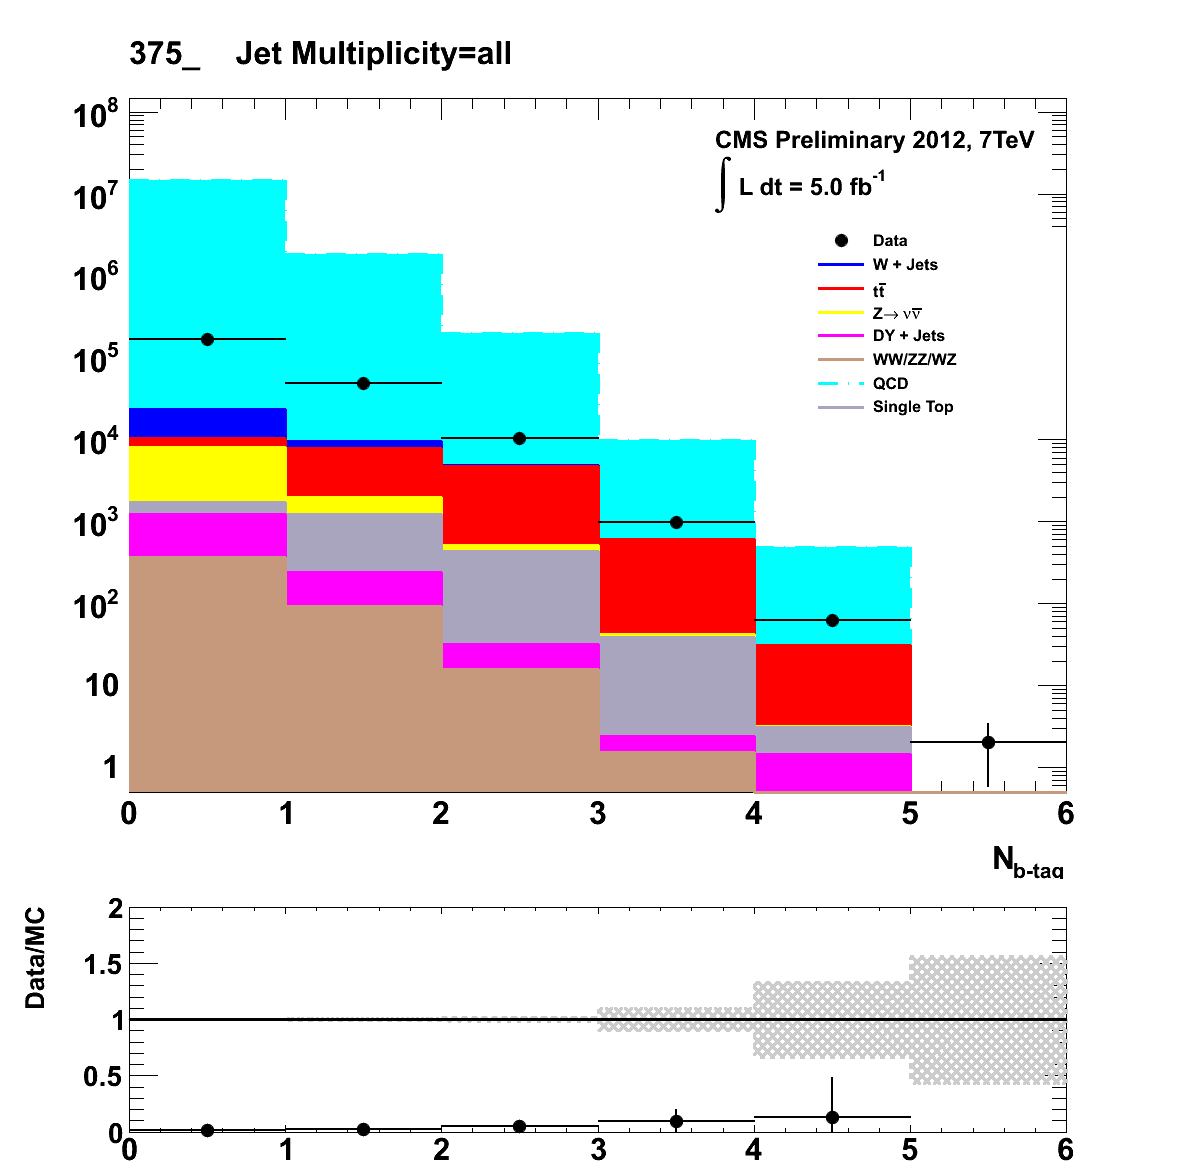 375_ Jet Multiplicity=all
10⁸
10⁷
10⁶
10⁵
10⁴
10³
10²
10
1
CMS Preliminary 2012, 7TeV
∫ L dt = 5.0 fb⁻¹
Data
W + Jets
tt̅
Z→ νν̅
DY + Jets
WW/ZZ/WZ
QCD
Single Top
0 1 2 3 4 5 6
N_b-tag
Data/MC
2
1.5
1
0.5
0
0 1 2 3 4 5 6